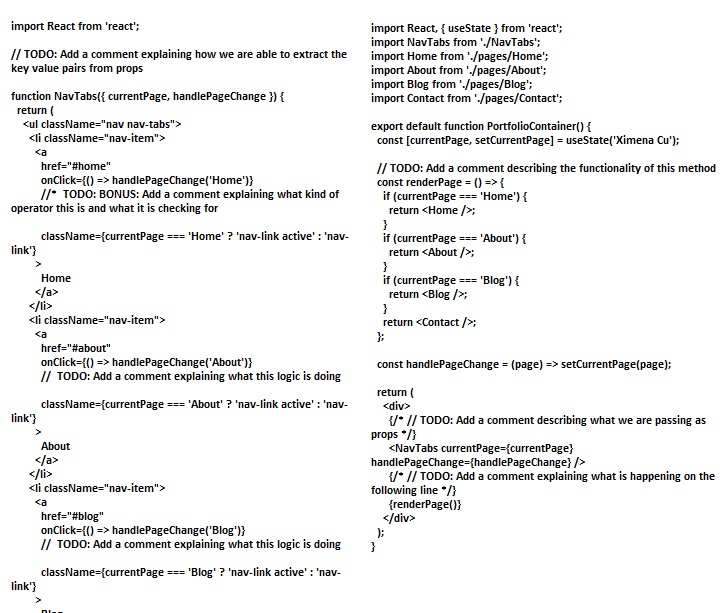 import React from 'react';
// TODO: Add a comment explaining how we are able to extract the
key value pairs from props
function NavTabs({ currentPage, handlePageChange }) {
return (
<ul className="nav nav-tabs">
<li className="nav-item">
<a
href="#home"
onClick={() => handlePageChange('Home')}
//* TODO: BONUS: Add a comment explaining what kind of
operator this is and what it is checking for
className={currentPage === 'Home' ? 'nav-link active' : 'nav-
link'}
>
Home
</a>
</li>
<li className="nav-item">
<a
href="#about"
onClick={() => handlePageChange('About')}
// TODO: Add a comment explaining what this logic is doing
className={currentPage === 'About' ? 'nav-link active' : 'nav-
link'}
>
About
</a>
</li>
<li className="nav-item">
<a
href="#blog"
onClick={() => handlePageChange('Blog')}
// TODO: Add a comment explaining what this logic is doing
className={currentPage === 'Blog' ? 'nav-link active' : 'nav-
link'}
>
import React, { useState } from 'react';
import NavTabs from './NavTabs';
import Home from './pages/Home';
import About from './pages/About';
import Blog from './pages/Blog';
import Contact from './pages/Contact';
export default function PortfolioContainer() {
const [currentPage, setCurrentPage] = useState('Ximena Cu');
// TODO: Add a comment describing the functionality of this method
const renderPage = () => {
if (currentPage === 'Home') {
return <Home />;
}
if (currentPage === 'About') {
return <About />;
}
if (currentPage === 'Blog') {
return <Blog />;
}
return <Contact />;
};
const handlePageChange = (page) => setCurrentPage(page);
return (
<div>
{/* // TODO: Add a comment describing what we are passing as
props */}
<NavTabs currentPage={currentPage}
handlePageChange={handlePageChange} />
{/* // TODO: Add a comment explaining what is happening on the
following line */}
{renderPage()}
</div>
);
}